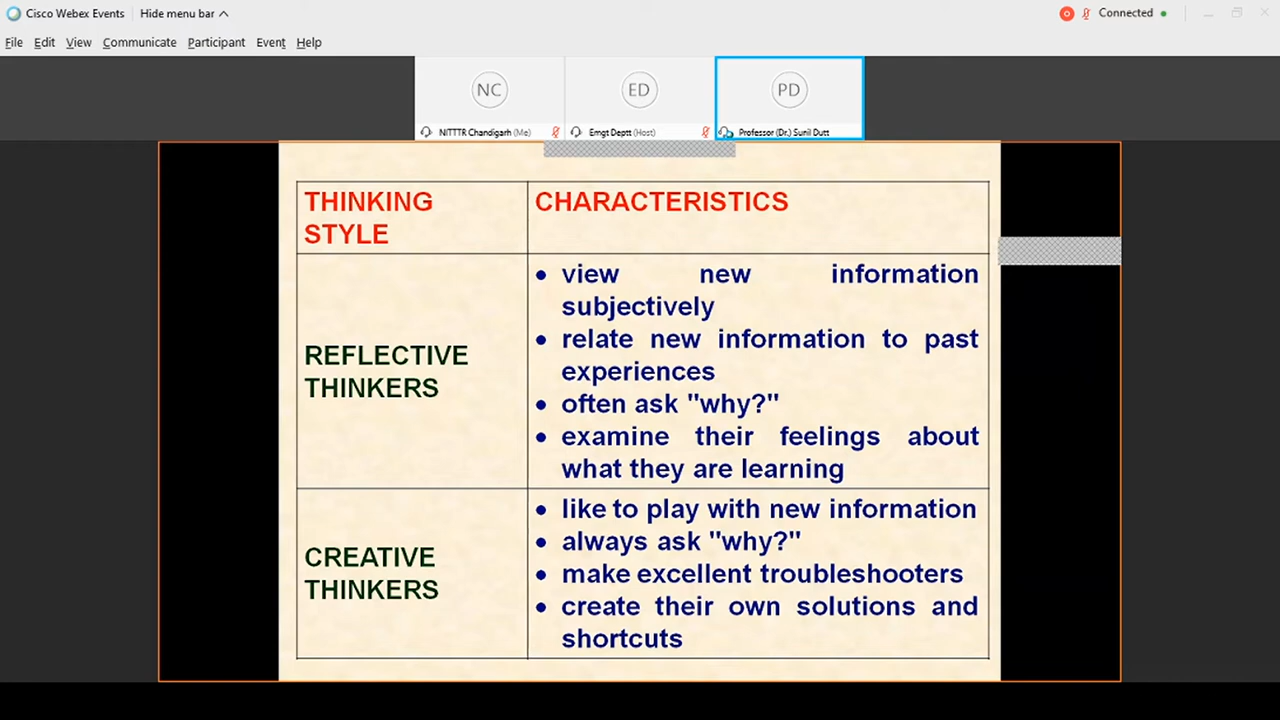 Cisco Webex Events Hide menu bar Connected
File Edit View Communicate Participant Event Help
NC ED PD
NITTTR Chandigarh (Me) Emgt Deptt (Host) Professor (Dr.) Sunil Dutt
THINKING
STYLE
CHARACTERISTICS
REFLECTIVE
THINKERS
• view new information
subjectively
• relate new information to past
experiences
• often ask "why?"
• examine their feelings about
what they are learning
CREATIVE
THINKERS
• like to play with new information
• always ask "why?"
• make excellent troubleshooters
• create their own solutions and
shortcuts